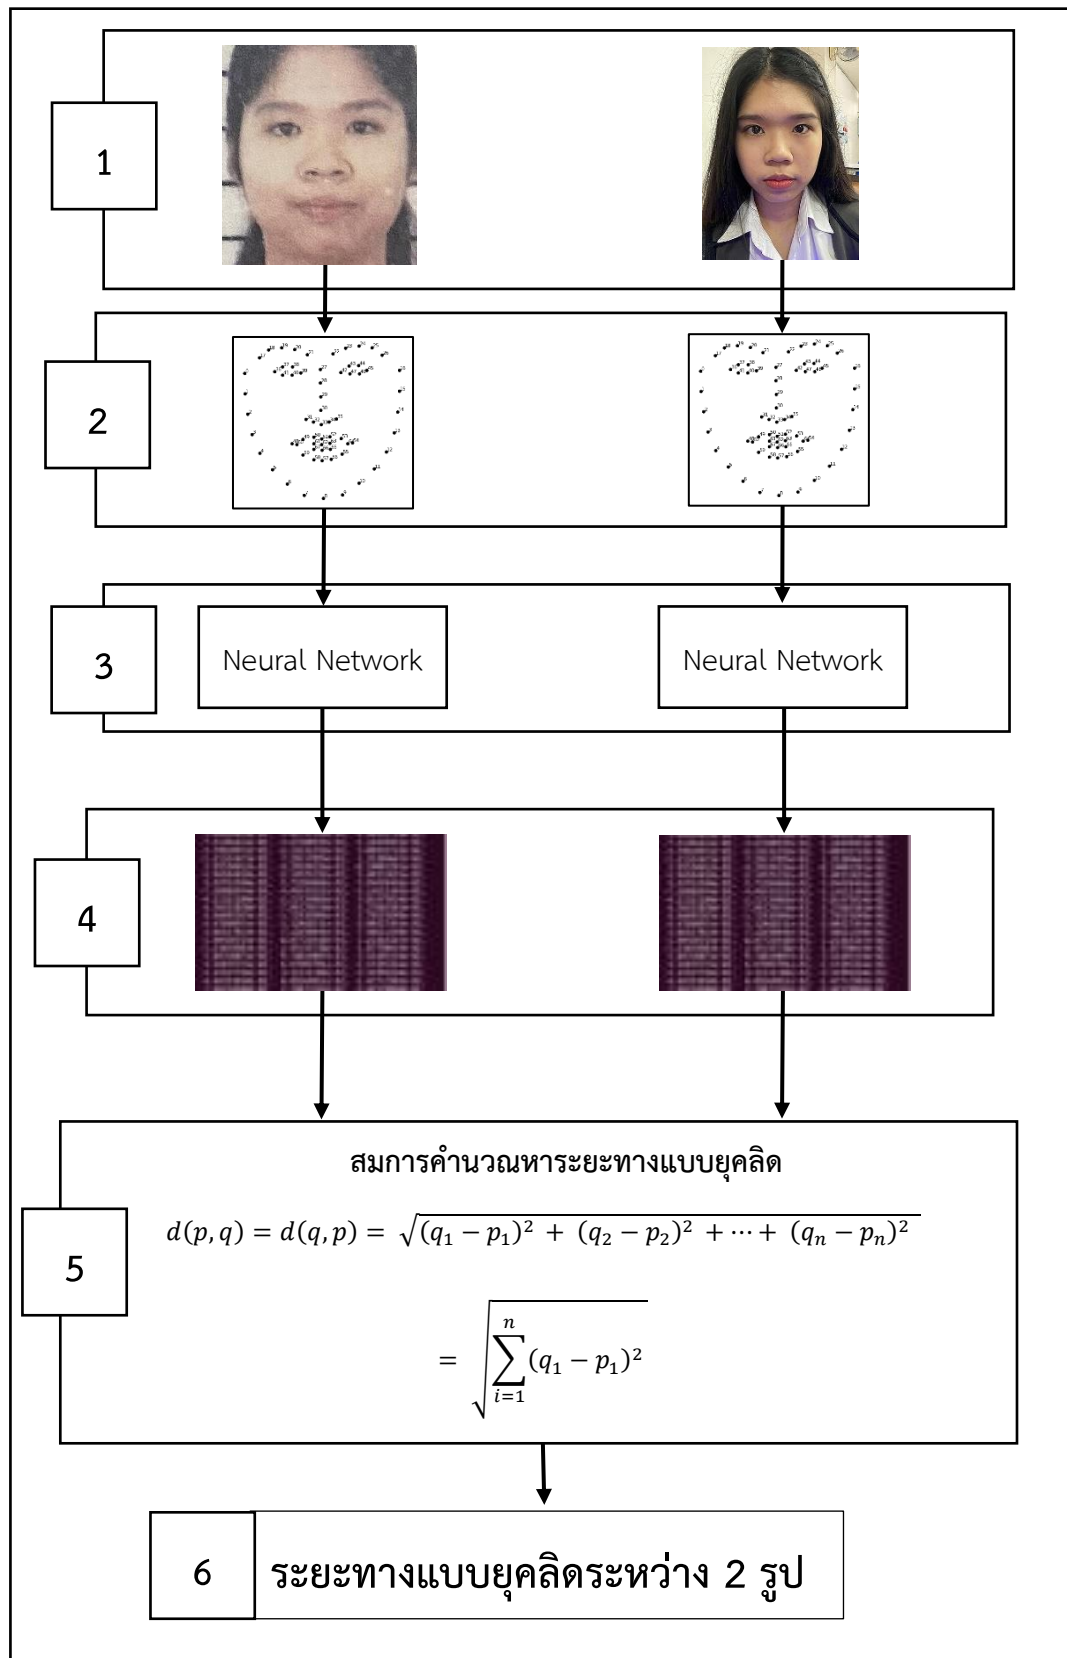 1
2
3
Neural Network
Neural Network
4
สมการคำนวณหาระยะทางแบบยุคลิด
d(p, q) = d(q, p) = √(q₁ − p₁)² + (q₂ − p₂)² + ⋯ + (qₙ − pₙ)²
5
= √∑ⁿᵢ₌₁(q₁ − p₁)²
6
ระยะทางแบบยุคลิดระหว่าง 2 รูป